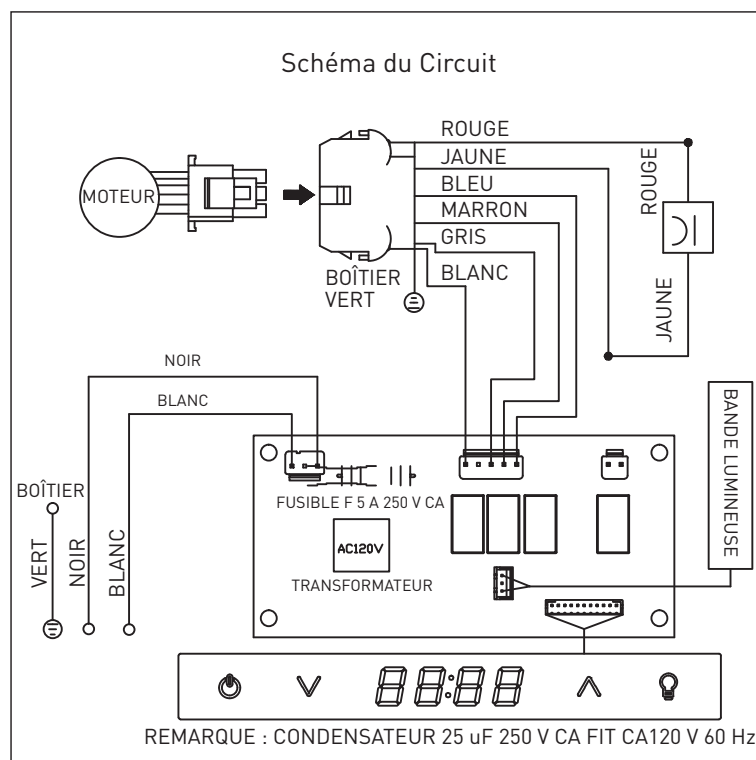 Schéma du Circuit
MOTEUR
ROUGE
JAUNE
BLEU
MARRON
GRIS
BLANC
BOÎTIER
VERT
ROUGE
JAUNE
NOIR
BLANC
BANDE LUMINEUSE
FUSIBLE F 5 A 250 V CA
AC120V
TRANSFORMATEUR
BOÎTIER
VERT
NOIR
BLANC
88:88
REMARQUE : CONDENSATEUR 25 uF 250 V CA FIT CA120 V 60 Hz